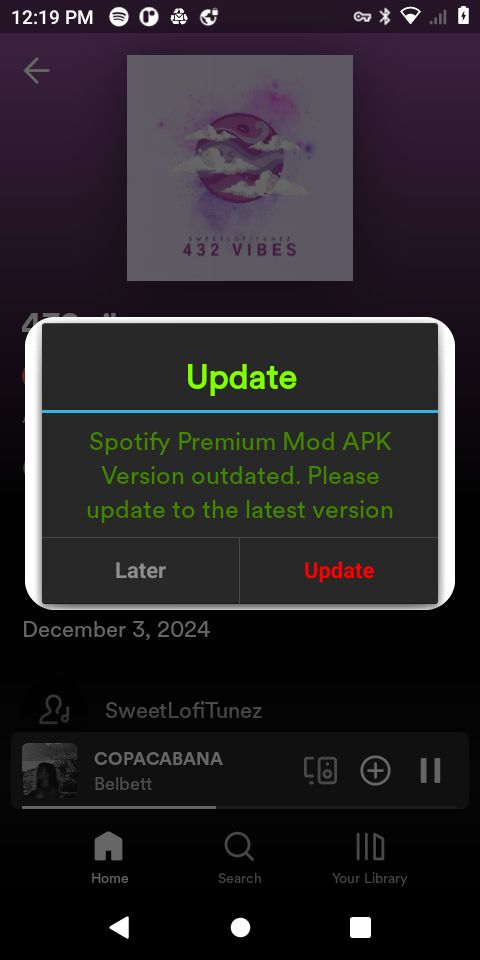 12:19 PM
SWEETLOFITUNEZ
432 VIBES
Update
Spotify Premium Mod APK
Version outdated. Please
update to the latest version
Later
Update
December 3, 2024
SweetLofiTunez
COPACABANA
Belbett
Home
Search
Your Library